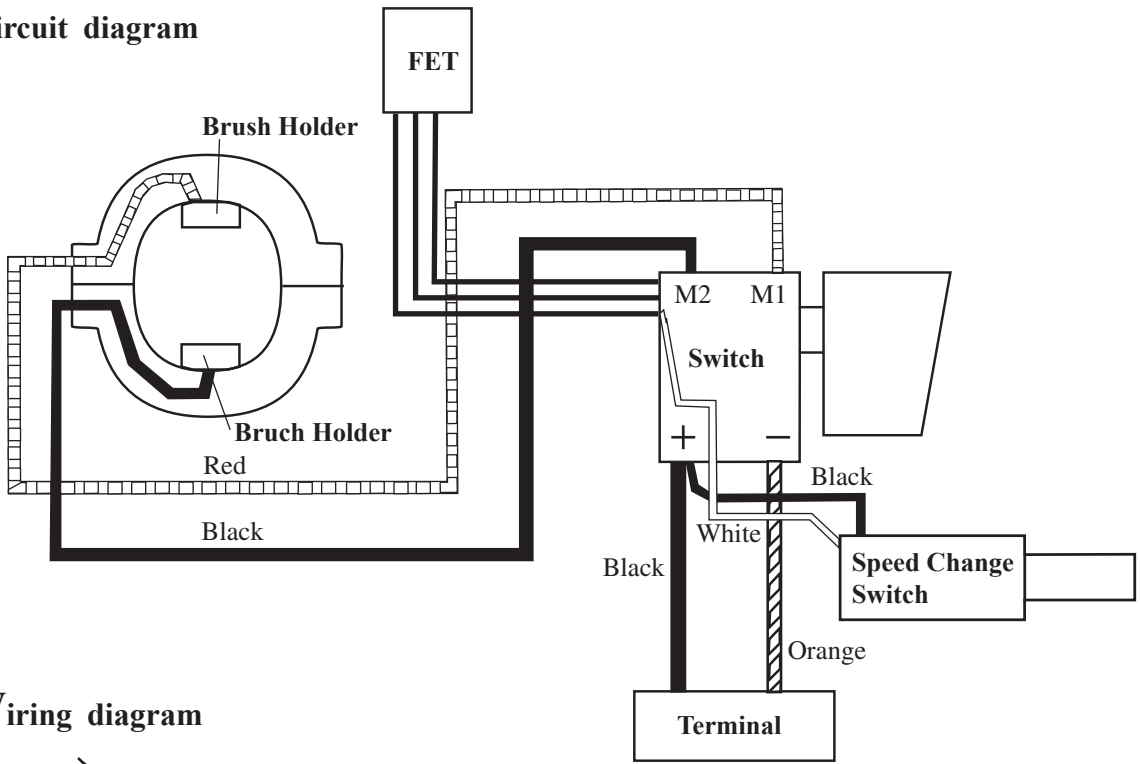 ircuit diagram
FET
Brush Holder
M2 M1
Switch
+ −
Bruch Holder
Red
Black
Black
White
Black
Speed Change
Switch
Orange
Terminal
iring diagram